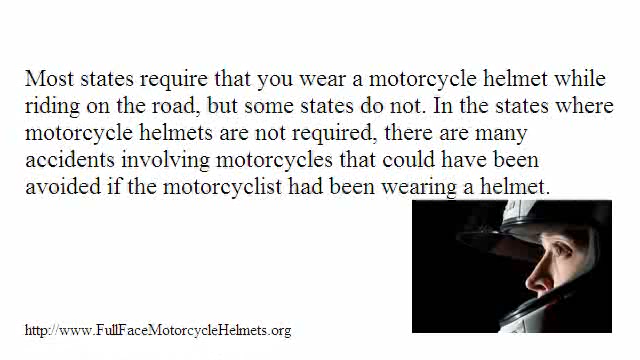 Most states require that you wear a motorcycle helmet while
riding on the road, but some states do not. In the states where
motorcycle helmets are not required, there are many
accidents involving motorcycles that could have been
avoided if the motorcyclist had been wearing a helmet.
http://www.FullFaceMotorcycleHelmets.org